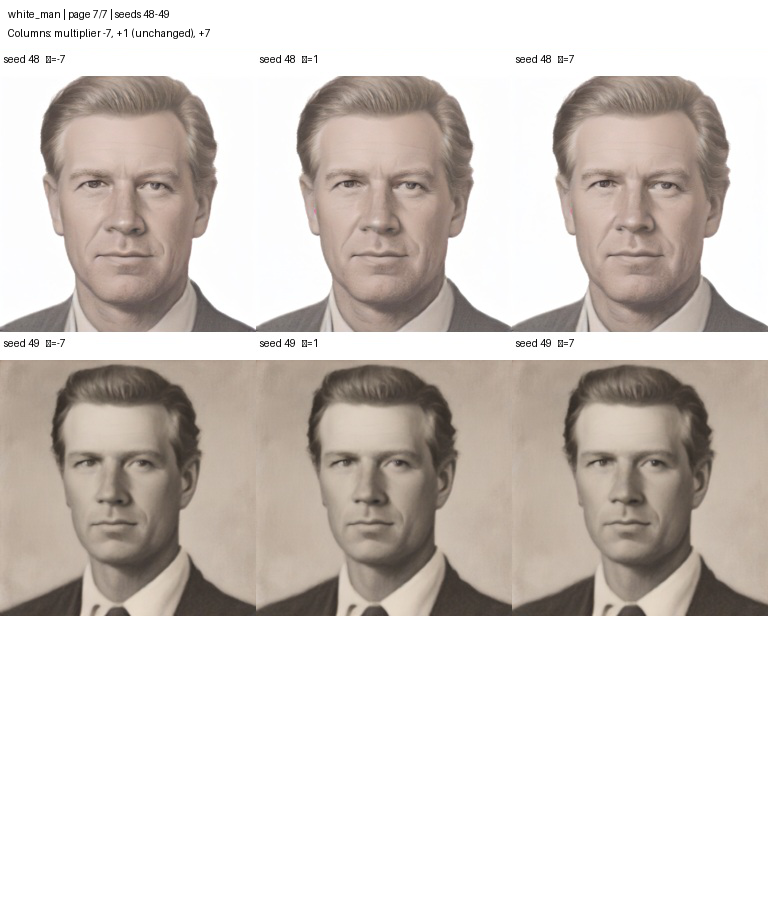 white_man | page 7/7 | seeds 48-49
Columns: multiplier -7, +1 (unchanged), +7
seed 48 ▯=-7
seed 48 ▯=1
seed 48 ▯=7
seed 49 ▯=-7
seed 49 ▯=1
seed 49 ▯=7